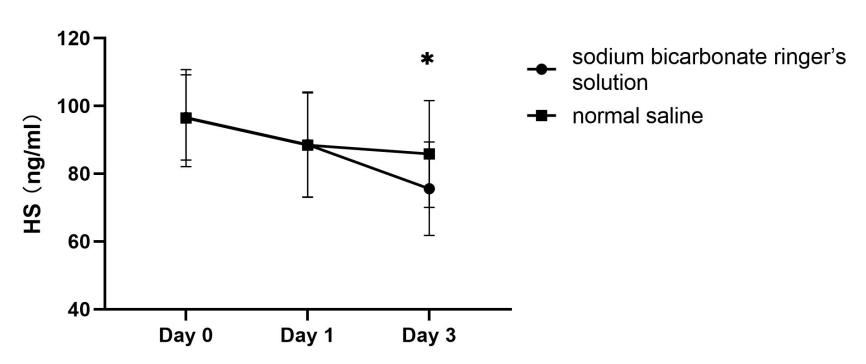 120
100
80
60
40
HS（ng/ml）
*
Day 0
Day 1
Day 3
sodium bicarbonate ringer’s
solution
normal saline